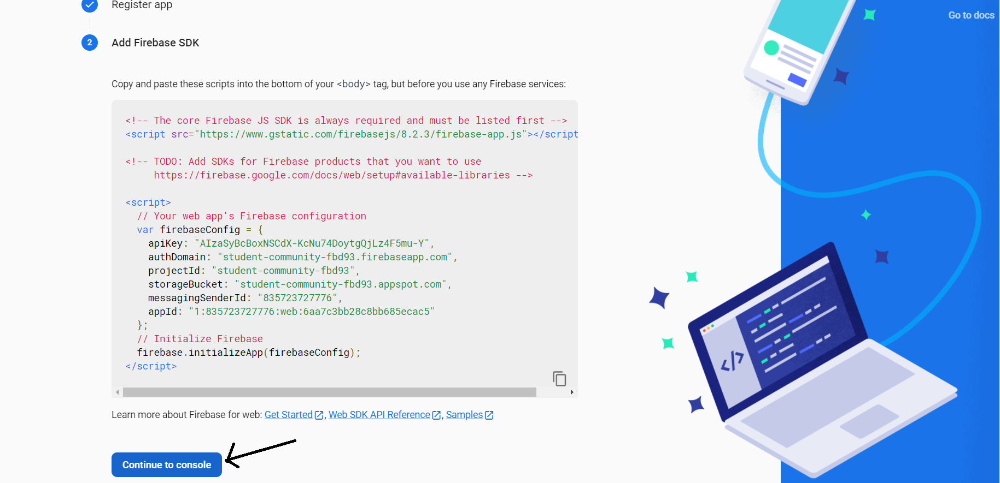 Register app
Go to docs
2
Add Firebase SDK
Copy and paste these scripts into the bottom of your <body> tag, but before you use any Firebase services:
<!-- The core Firebase JS SDK is always required and must be listed first -->
<script src="https://www.gstatic.com/firebasejs/8.2.3/firebase-app.js"></script
<!-- TODO: Add SDKs for Firebase products that you want to use
https://firebase.google.com/docs/web/setup#available-libraries -->
<script>
// Your web app's Firebase configuration
var firebaseConfig = {
apiKey: "AIzaSyBcBoxNSCdX-KcNu74DoytgQjLz4F5mu-Y",
authDomain: "student-community-fbd93.firebaseapp.com",
projectId: "student-community-fbd93",
storageBucket: "student-community-fbd93.appspot.com",
messagingSenderId: "835723727776",
appId: "1:835723727776:web:6aa7c3bb28c8bb685ecac5"
};
// Initialize Firebase
firebase.initializeApp(firebaseConfig);
</script>
Learn more about Firebase for web: Get Started, Web SDK API Reference, Samples
Continue to console